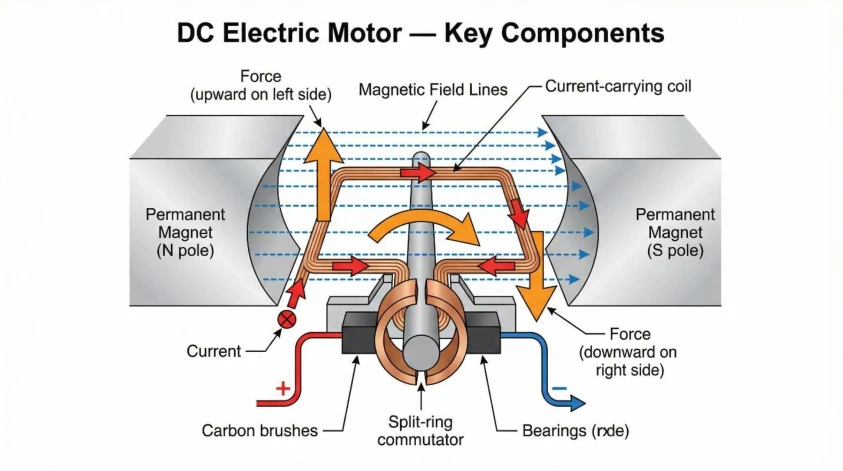 DC Electric Motor — Key Components
Force
(upward on left side)
Magnetic Field Lines
Current-carrying coil
Permanent
Magnet
(N pole)
Permanent
Magnet
(S pole)
Current
Force
(downward on
right side)
+
−
Carbon brushes
Split-ring
commutator
Bearings